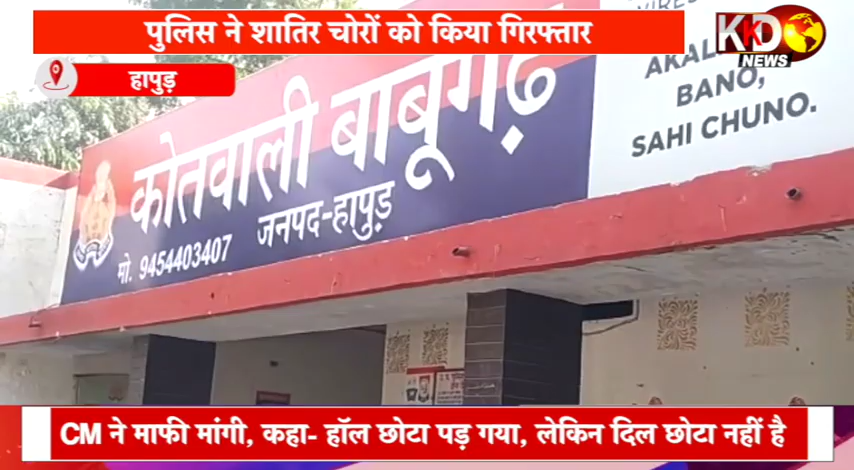 पुलिस ने शातिर चोरों को किया गिरफ्तार
KKD
NEWS
हापुड़
AKAL
BANO,
SAHI CHUNO.
कोतवाली बाबूगढ़
मो. 9454403407 जनपद-हापुड़
CM ने माफी मांगी, कहा- हॉल छोटा पड़ गया, लेकिन दिल छोटा नहीं है